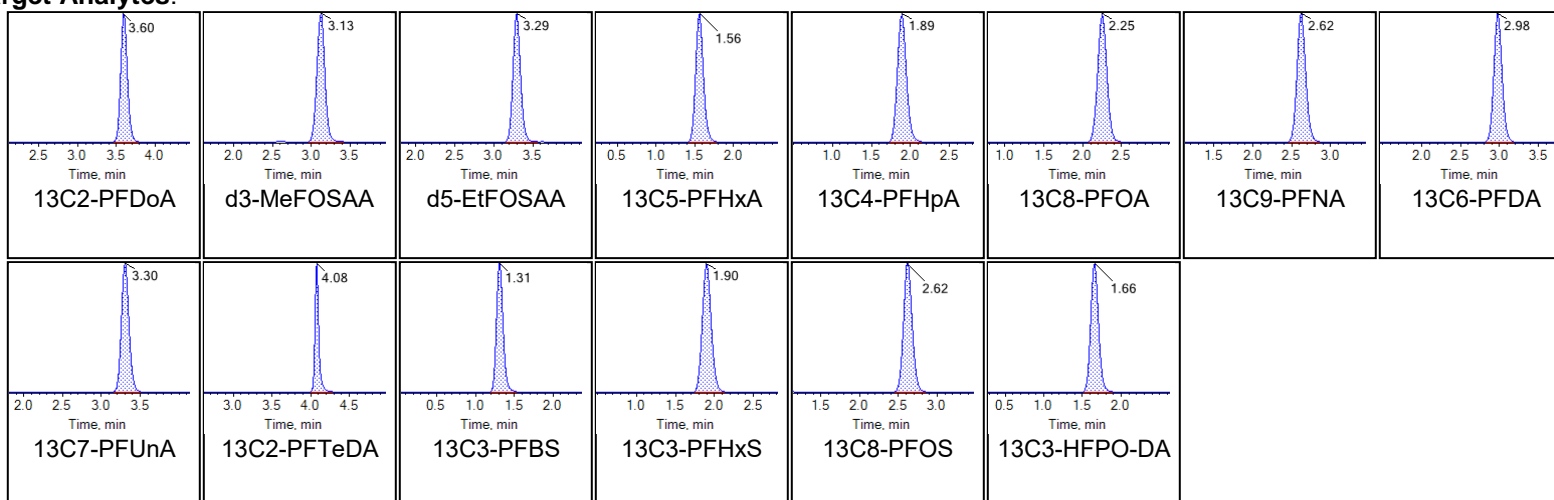 arget Analytes:
3.60 3.13 3.29 1.56 1.89 2.25 2.62 2.98
2.5 3.0 3.5 4.0 2.0 2.5 3.0 3.5 2.0 2.5 3.0 3.5 0.5 1.0 1.5 2.0 1.0 1.5 2.0 2.5 1.0 1.5 2.0 2.5 1.5 2.0 2.5 3.0 2.0 2.5 3.0 3.5
Time, min Time, min Time, min Time, min Time, min Time, min Time, min Time, min
13C2-PFDoA d3-MeFOSAA d5-EtFOSAA 13C5-PFHxA 13C4-PFHpA 13C8-PFOA 13C9-PFNA 13C6-PFDA
3.30 4.08 1.31 1.90 2.62 1.66
2.0 2.5 3.0 3.5 3.0 3.5 4.0 4.5 0.5 1.0 1.5 2.0 1.0 1.5 2.0 2.5 1.5 2.0 2.5 3.0 0.5 1.0 1.5 2.0
Time, min Time, min Time, min Time, min Time, min Time, min
13C7-PFUnA 13C2-PFTeDA 13C3-PFBS 13C3-PFHxS 13C8-PFOS 13C3-HFPO-DA